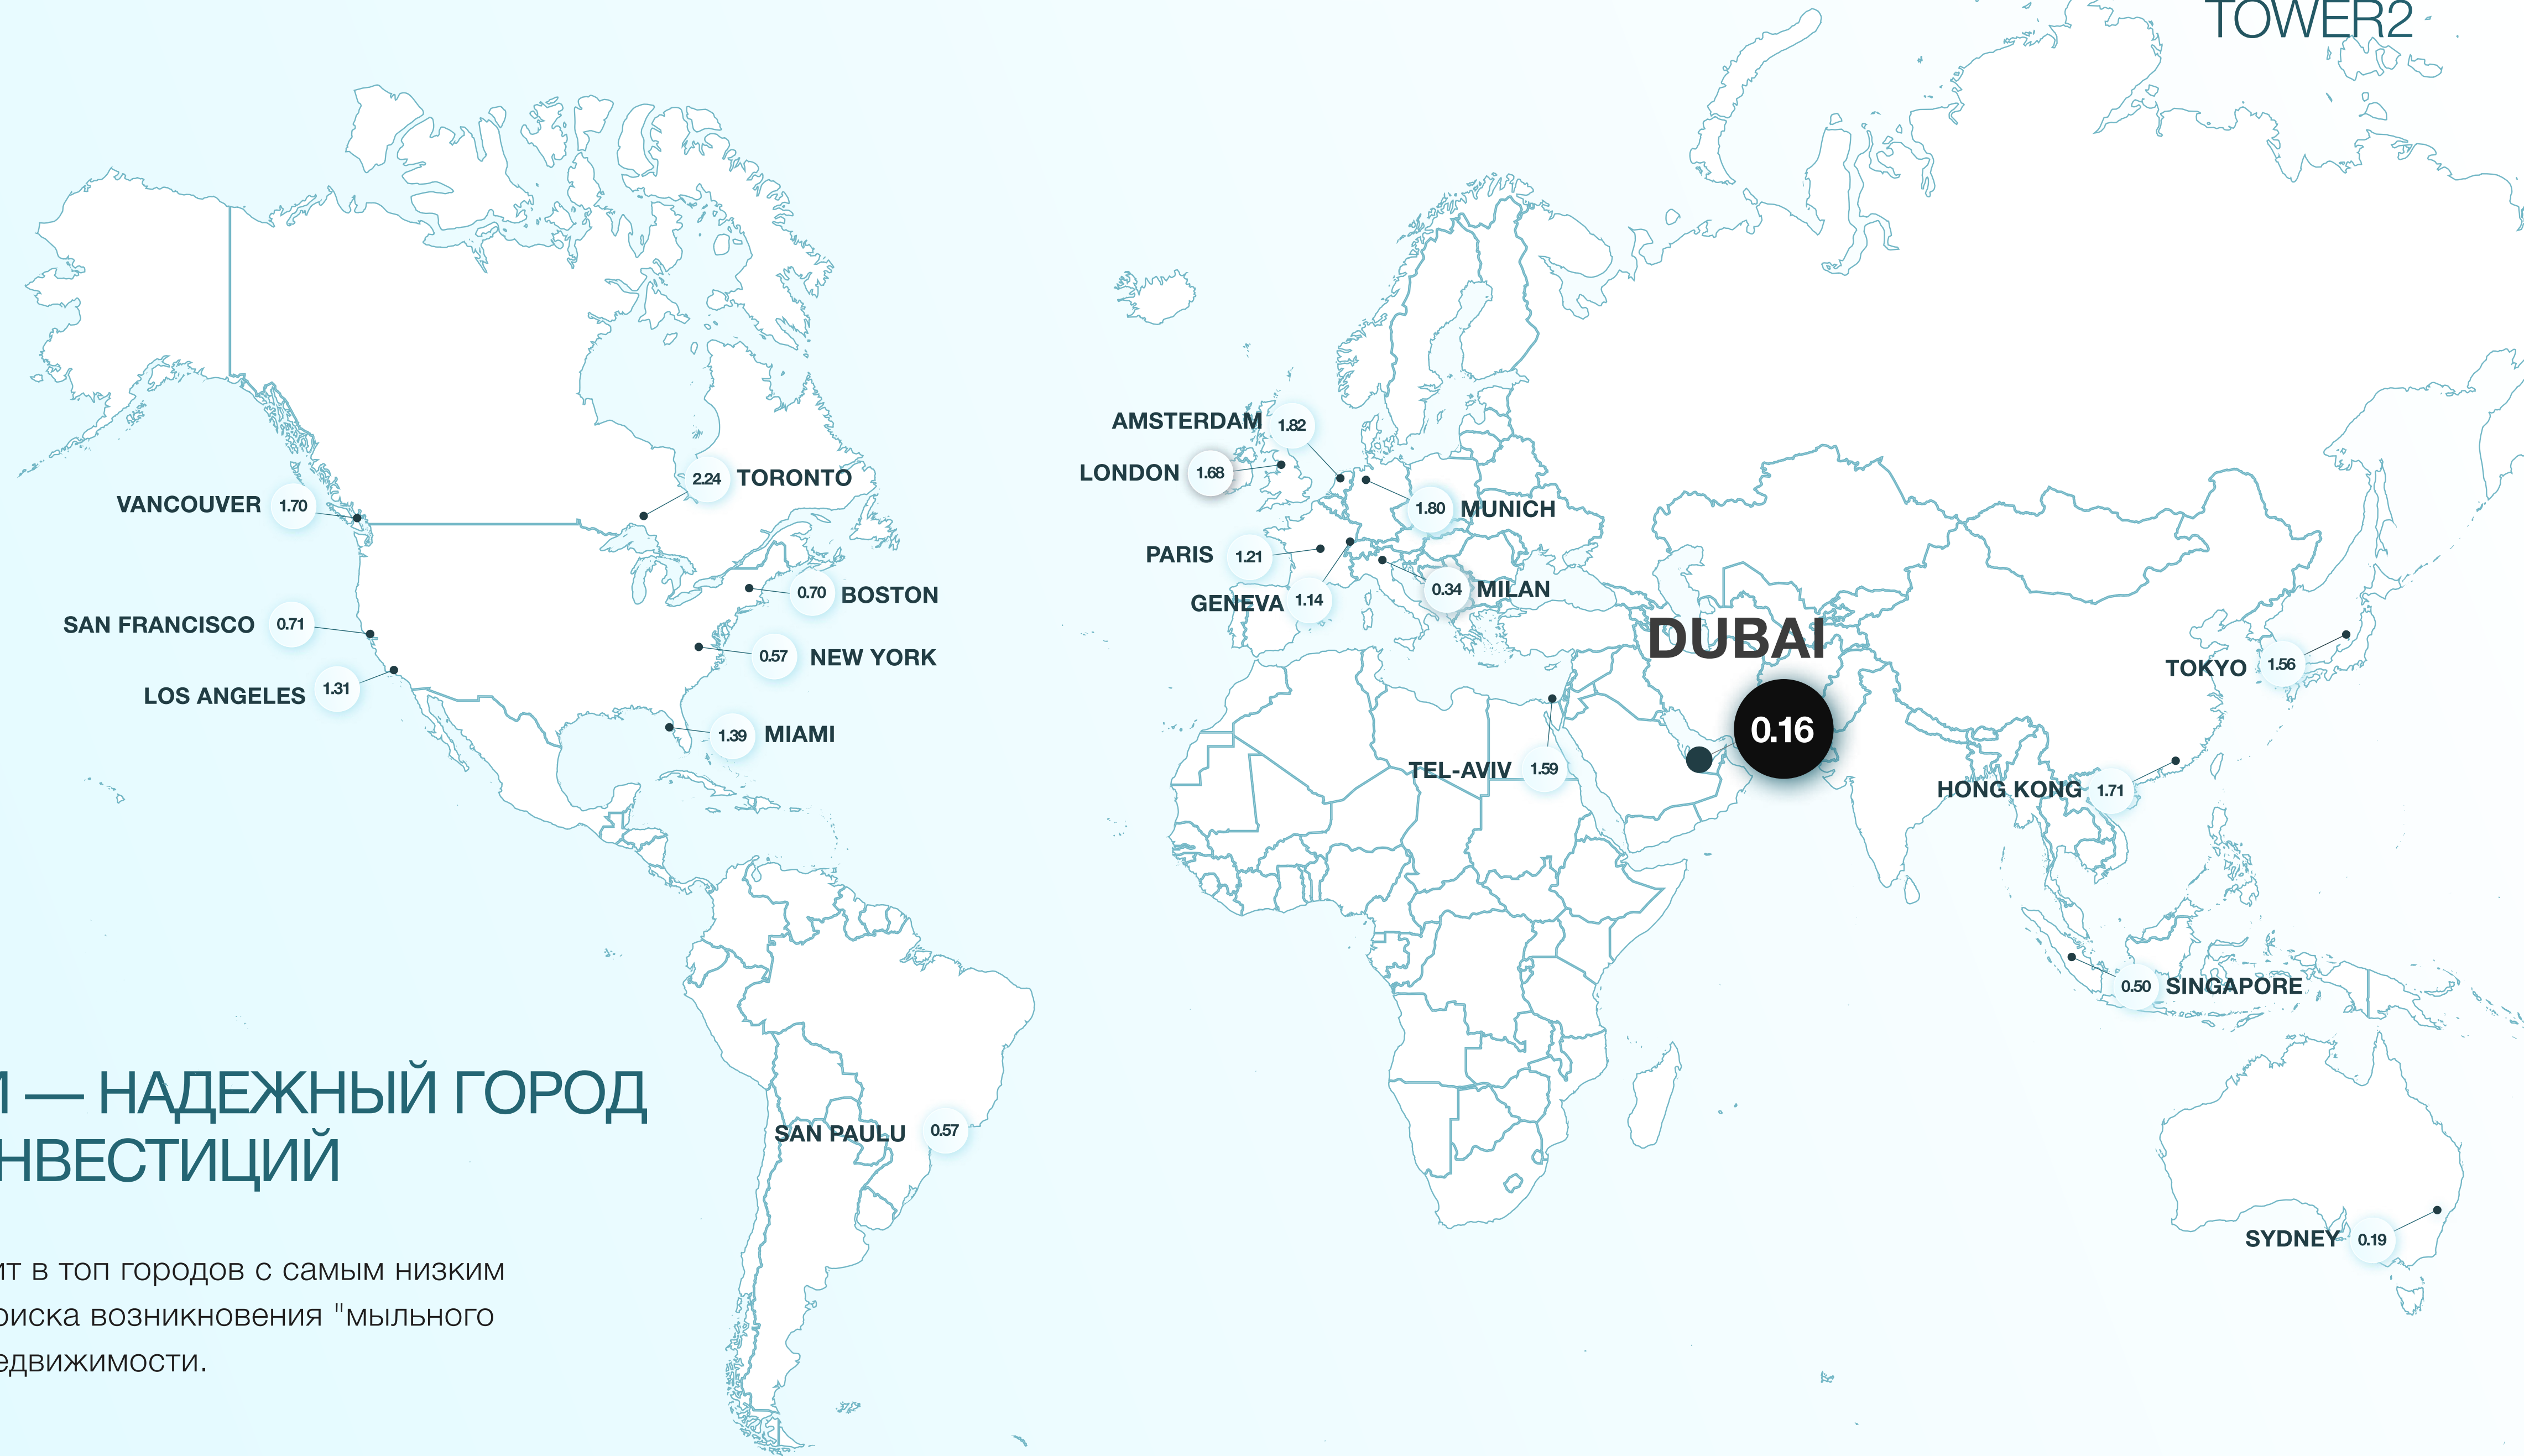 TOWER2
AMSTERDAM 1.82
LONDON 1.68
2.24 TORONTO
VANCOUVER 1.70
1.80 MUNICH
PARIS 1.21
0.70 BOSTON
0.34 MILAN
GENEVA 1.14
SAN FRANCISCO 0.71
DUBAI
0.16
0.57 NEW YORK
TOKYO 1.56
LOS ANGELES 1.31
1.39 MIAMI
TEL-AVIV 1.59
HONG KONG 1.71
0.50 SINGAPORE
— НАДЕЖНЫЙ ГОРОД
НВЕСТИЦИЙ
SAN PAULU 0.57
SYDNEY 0.19
ит в топ городов с самым низким
риска возникновения "мыльного
едвижимости.